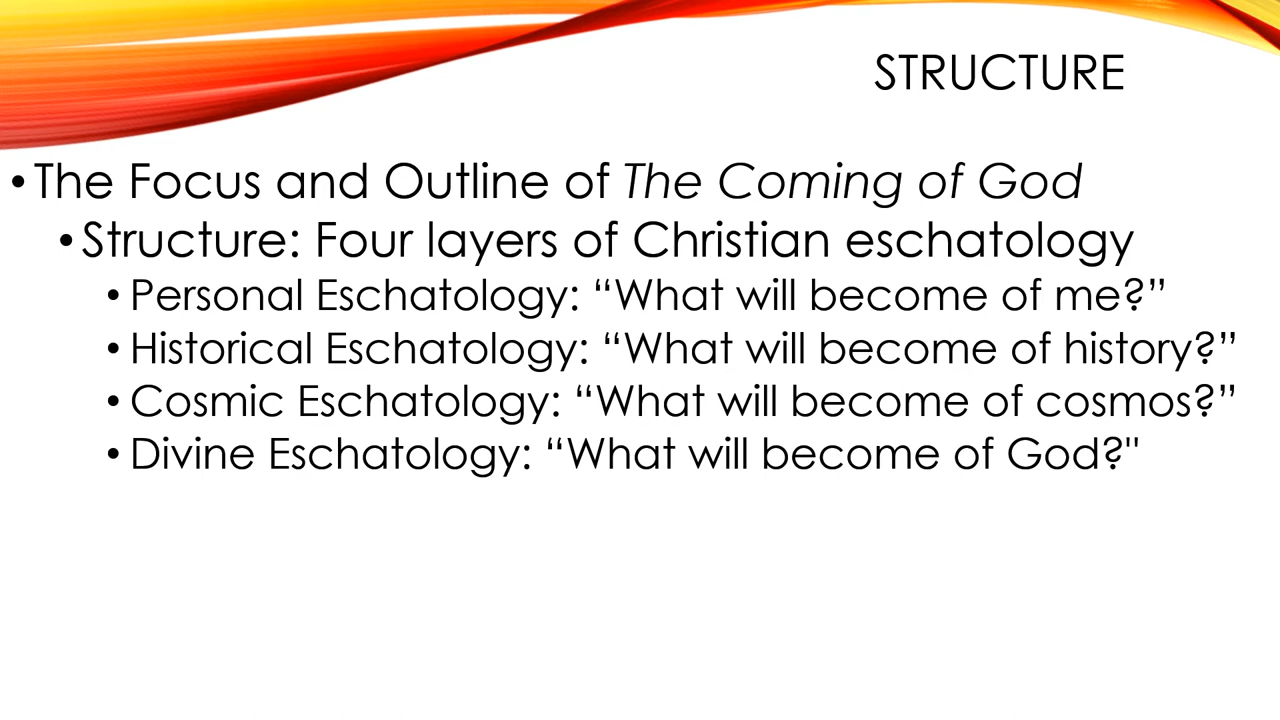 STRUCTURE
• The Focus and Outline of The Coming of God
• Structure: Four layers of Christian eschatology
• Personal Eschatology: “What will become of me?”
• Historical Eschatology: “What will become of history?”
• Cosmic Eschatology: “What will become of cosmos?”
• Divine Eschatology: “What will become of God?"